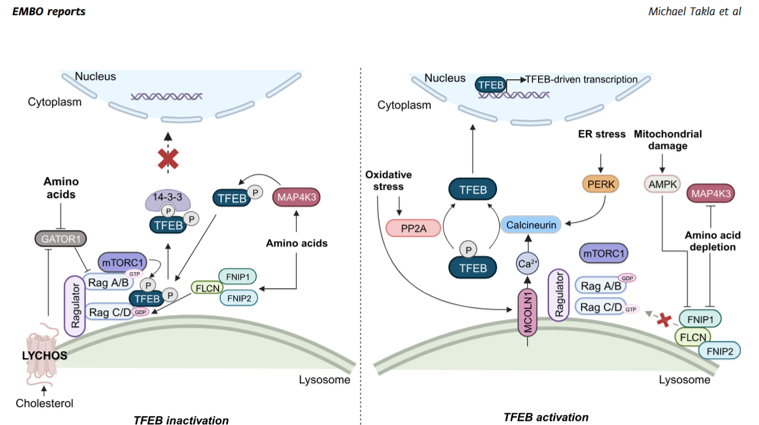 EMBO reports
Michael Takla et al
Nucleus
Cytoplasm
14-3-3
P
P
TFEB
TFEB
P
MAP4K3
Amino
acids
GATOR1
Amino acids
mTORC1
GTP
Rag A/B
P
P
TFEB
Ragulator
Rag C/D
GDP
FLCN
FNIP1
FNIP2
LYCHOS
Cholesterol
Lysosome
TFEB inactivation
Nucleus
TFEB
TFEB-driven transcription
Cytoplasm
ER stress
Mitochondrial
damage
Oxidative
stress
TFEB
PERK
AMPK
MAP4K3
PP2A
Calcineurin
P
TFEB
Amino acid
depletion
Ca2+
mTORC1
MCOLN1
Ragulator
Rag A/B
GDP
Rag C/D
GTP
FNIP1
FLCN
FNIP2
Lysosome
TFEB activation